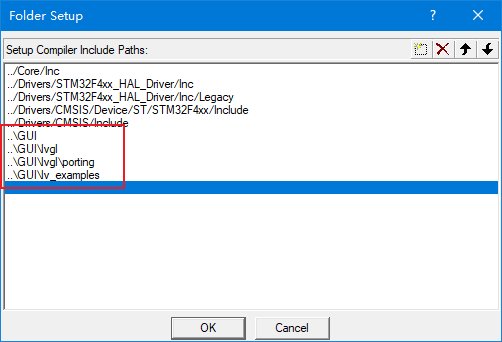 Folder Setup
Setup Compiler Include Paths:
../Core/Inc
../Drivers/STM32F4xx_HAL_Driver/Inc
../Drivers/STM32F4xx_HAL_Driver/Inc/Legacy
../Drivers/CMSIS/Device/ST/STM32F4xx/Include
../Drivers/CMSIS/Include
..\GUI
..\GUI\lvgl
..\GUI\lvgl\porting
..\GUI\lv_examples
OK
Cancel